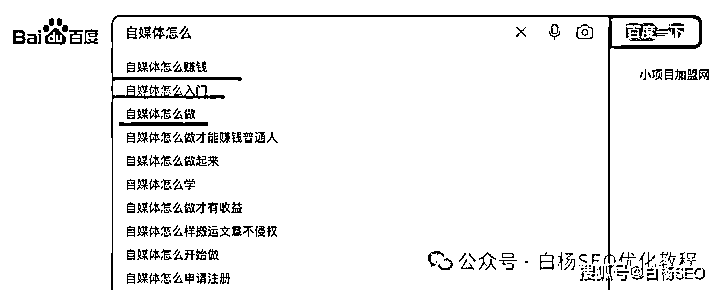 Bai du 百度
自媒体怎么
百度一下
自媒体怎么赚钱
小项目加盟网
自媒体怎么入门
自媒体怎么做
自媒体怎么做才能赚钱普通人
自媒体怎么做起来
自媒体怎么学
自媒体怎么做才有收益
自媒体怎么样搬运文章不侵权
自媒体怎么开始做
自媒体怎么申请注册
公众号 · 白杨SEO优化教程
搜狐号@白杨SEO